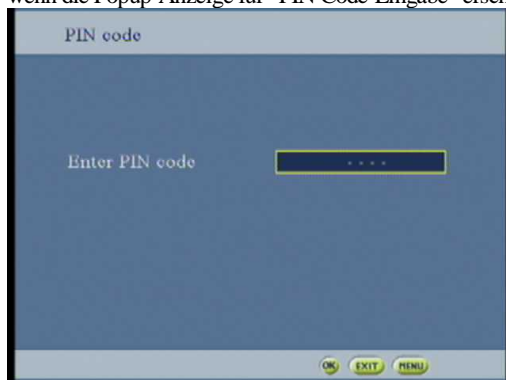 wenn die Popup-Anzeige für "PIN Code Eingabe"
PIN code
Enter PIN code
OK EXIT MENU